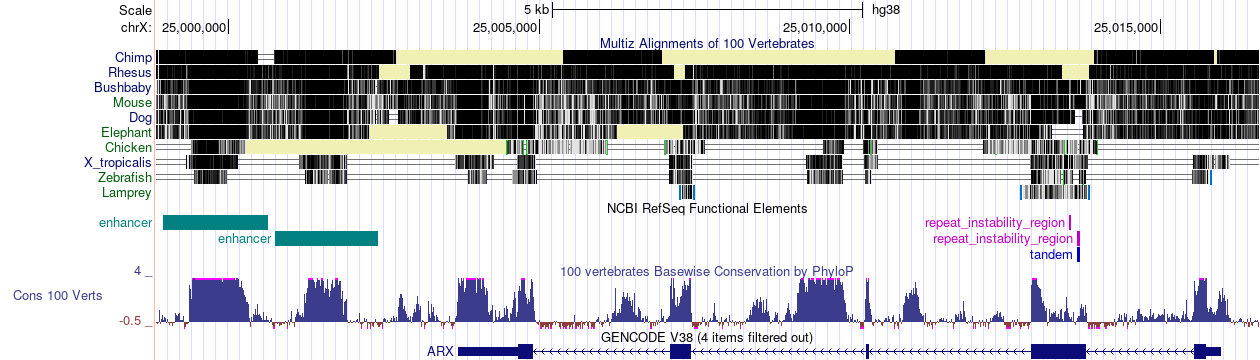 Scale 5 kb hg38
chrX: 25,000,000 25,005,000 25,010,000 25,015,000
Multiz Alignments of 100 Vertebrates
Chimp
Rhesus
Bushbaby
Mouse
Dog
Elephant
Chicken
X_tropicalis
Zebrafish
Lamprey
NCBI RefSeq Functional Elements
enhancer repeat_instability_region
enhancer repeat_instability_region
tandem
100 vertebrates Basewise Conservation by PhyloP
4 _
Cons 100 Verts
-0.5 _
GENCODE V38 (4 items filtered out)
ARX